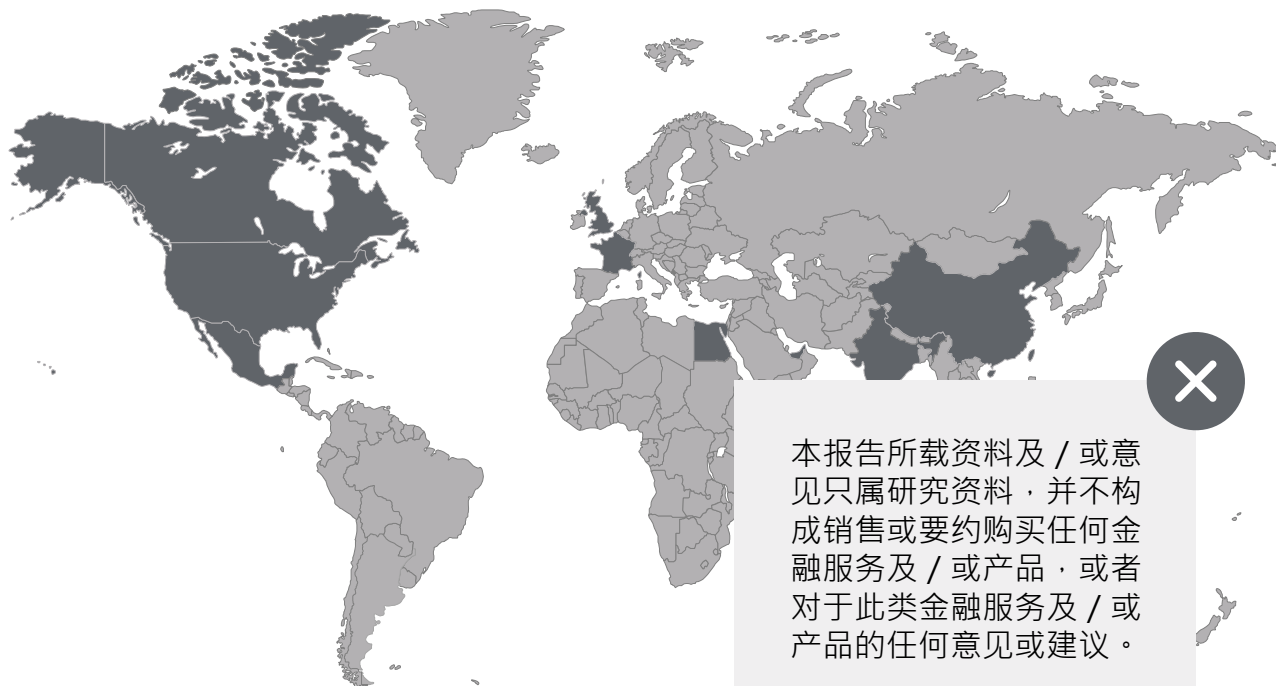 本报告所载资料及 / 或意
见只属研究资料，并不构
成销售或要约购买任何金
融服务及 / 或产品，或者
对于此类金融服务及 / 或
产品的任何意见或建议。